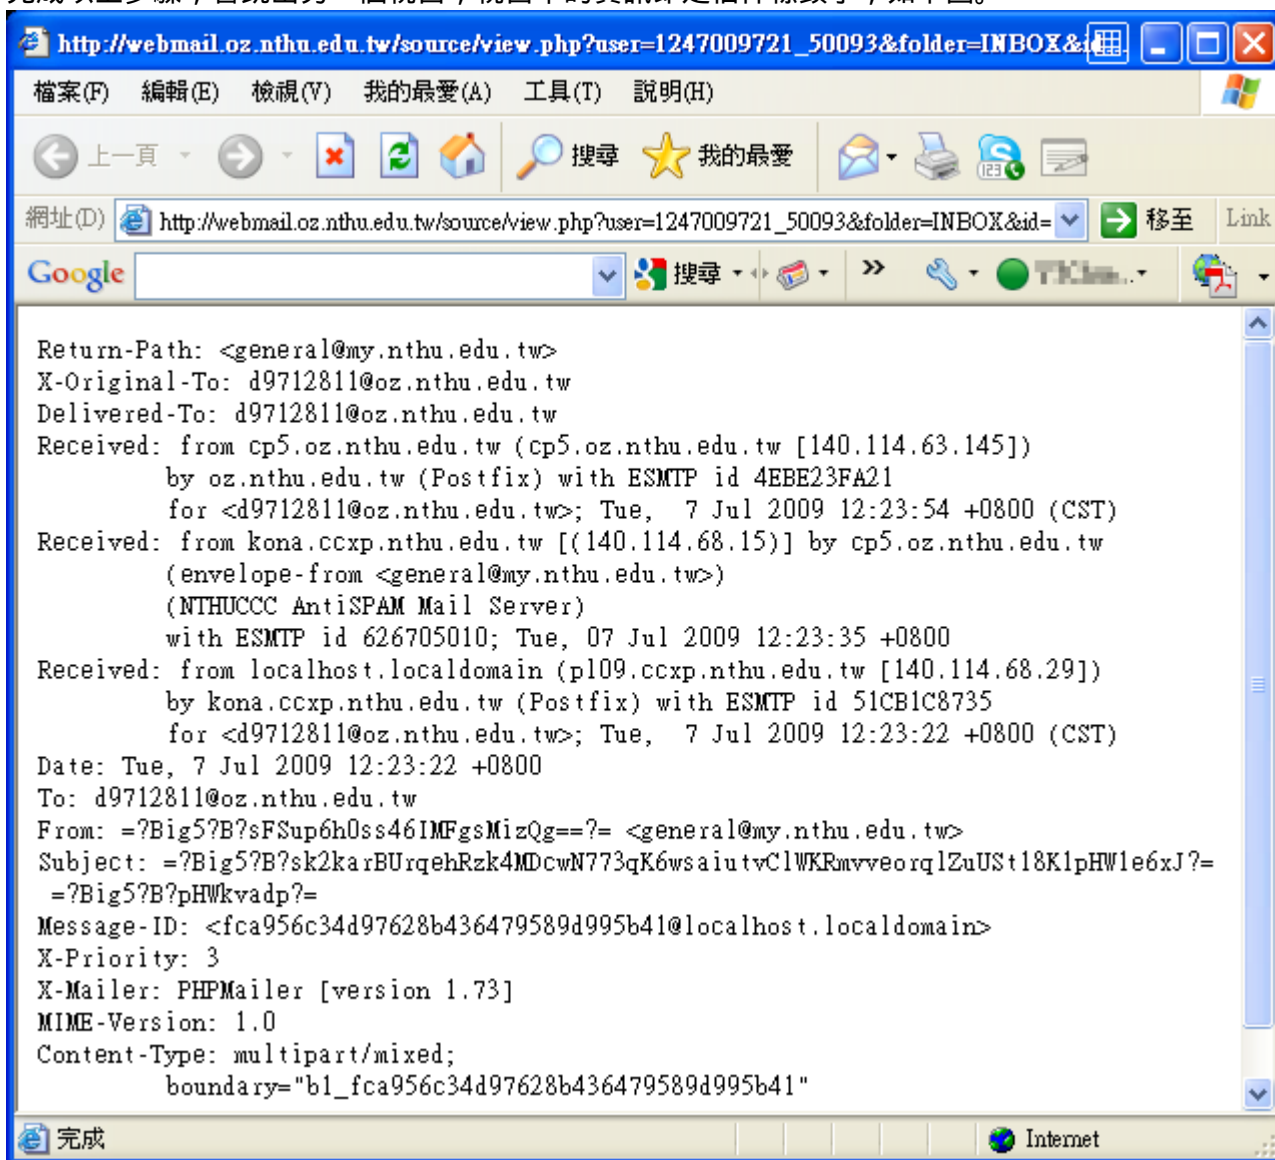 http://webmail.oz.nthu.edu.tw/source/view.php?user=1247009721_50093&folder=INBOX&i
檔案(F) 編輯(E) 檢視(V) 我的最愛(A) 工具(T) 說明(H)
上一頁 搜尋 我的最愛
網址(D) http://webmail.oz.nthu.edu.tw/source/view.php?user=1247009721_50093&folder=INBOX&id= 移至 Link
Google 搜尋 »
Return-Path: <general@my.nthu.edu.tw>
X-Original-To: d9712811@oz.nthu.edu.tw
Delivered-To: d9712811@oz.nthu.edu.tw
Received: from cp5.oz.nthu.edu.tw (cp5.oz.nthu.edu.tw [140.114.63.145])
by oz.nthu.edu.tw (Postfix) with ESMTP id 4EBE23FA21
for <d9712811@oz.nthu.edu.tw>; Tue, 7 Jul 2009 12:23:54 +0800 (CST)
Received: from kona.ccxp.nthu.edu.tw [(140.114.68.15)] by cp5.oz.nthu.edu.tw
(envelope-from <general@my.nthu.edu.tw>)
(NTHUCCC AntiSPAM Mail Server)
with ESMTP id 626705010; Tue, 07 Jul 2009 12:23:35 +0800
Received: from localhost.localdomain (pl09.ccxp.nthu.edu.tw [140.114.68.29])
by kona.ccxp.nthu.edu.tw (Postfix) with ESMTP id 51CB1C8735
for <d9712811@oz.nthu.edu.tw>; Tue, 7 Jul 2009 12:23:22 +0800 (CST)
Date: Tue, 7 Jul 2009 12:23:22 +0800
To: d9712811@oz.nthu.edu.tw
From: =?Big5?B?sFSup6h0ss46IMFgsMizQg==?= <general@my.nthu.edu.tw>
Subject: =?Big5?B?sk2karBUrqehRzk4MDcwN773qK6wsaiutvClWKRmvveorqlZuUSt18K1pHW1e6xJ?=
=?Big5?B?pHWkvadp?=
Message-ID: <fca956c34d97628b436479589d995b41@localhost.localdomain>
X-Priority: 3
X-Mailer: PHPMailer [version 1.73]
MIME-Version: 1.0
Content-Type: multipart/mixed;
boundary="b1_fca956c34d97628b436479589d995b41"
完成 Internet